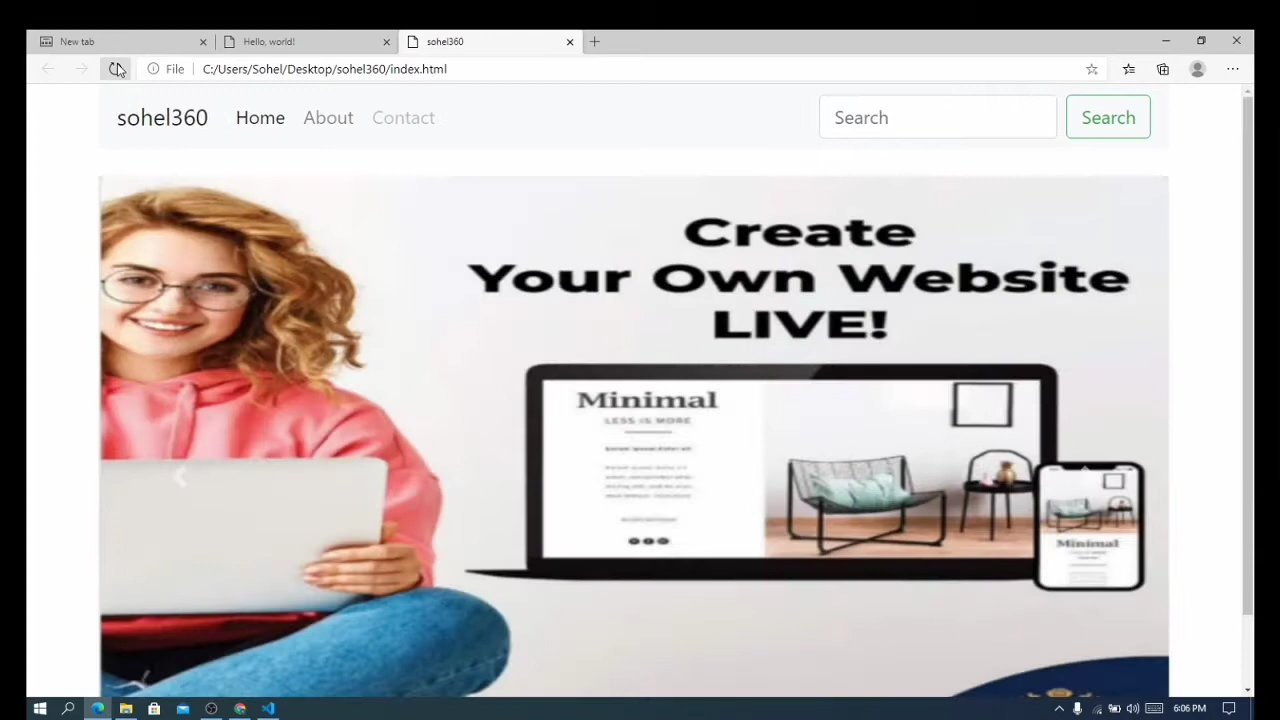 New tab
Hello, world!
sohel360
File
C:/Users/Sohel/Desktop/sohel360/index.html
sohel360 Home About Contact
Search
Search
Create
Your Own Website
LIVE!
Minimal
LESS IS MORE
Minimal
6:06 PM